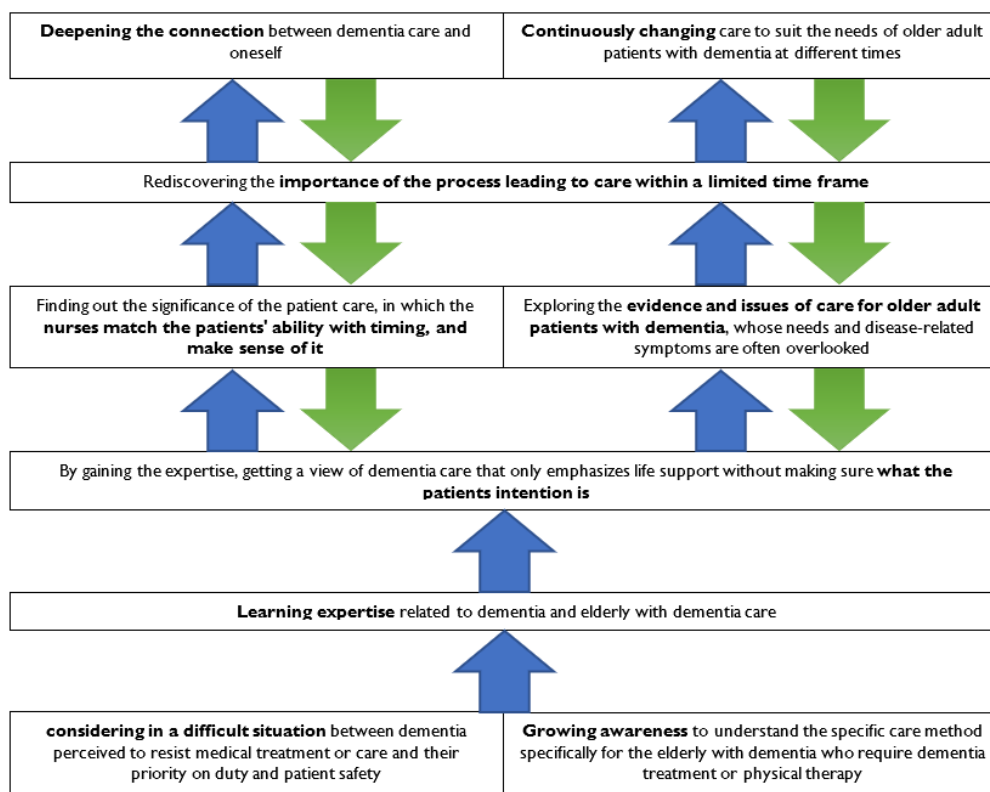 Deepening the connection between dementia care and
oneself
Continuously changing care to suit the needs of older adult
patients with dementia at different times
Rediscovering the importance of the process leading to care within a limited time frame
Finding out the significance of the patient care, in which the
nurses match the patients' ability with timing, and
make sense of it
Exploring the evidence and issues of care for older adult
patients with dementia, whose needs and disease-related
symptoms are often overlooked
By gaining the expertise, getting a view of dementia care that only emphasizes life support without making sure what the
patients intention is
Learning expertise related to dementia and elderly with dementia care
considering in a difficult situation between dementia
perceived to resist medical treatment or care and their
priority on duty and patient safety
Growing awareness to understand the specific care method
specifically for the elderly with dementia who require dementia
treatment or physical therapy